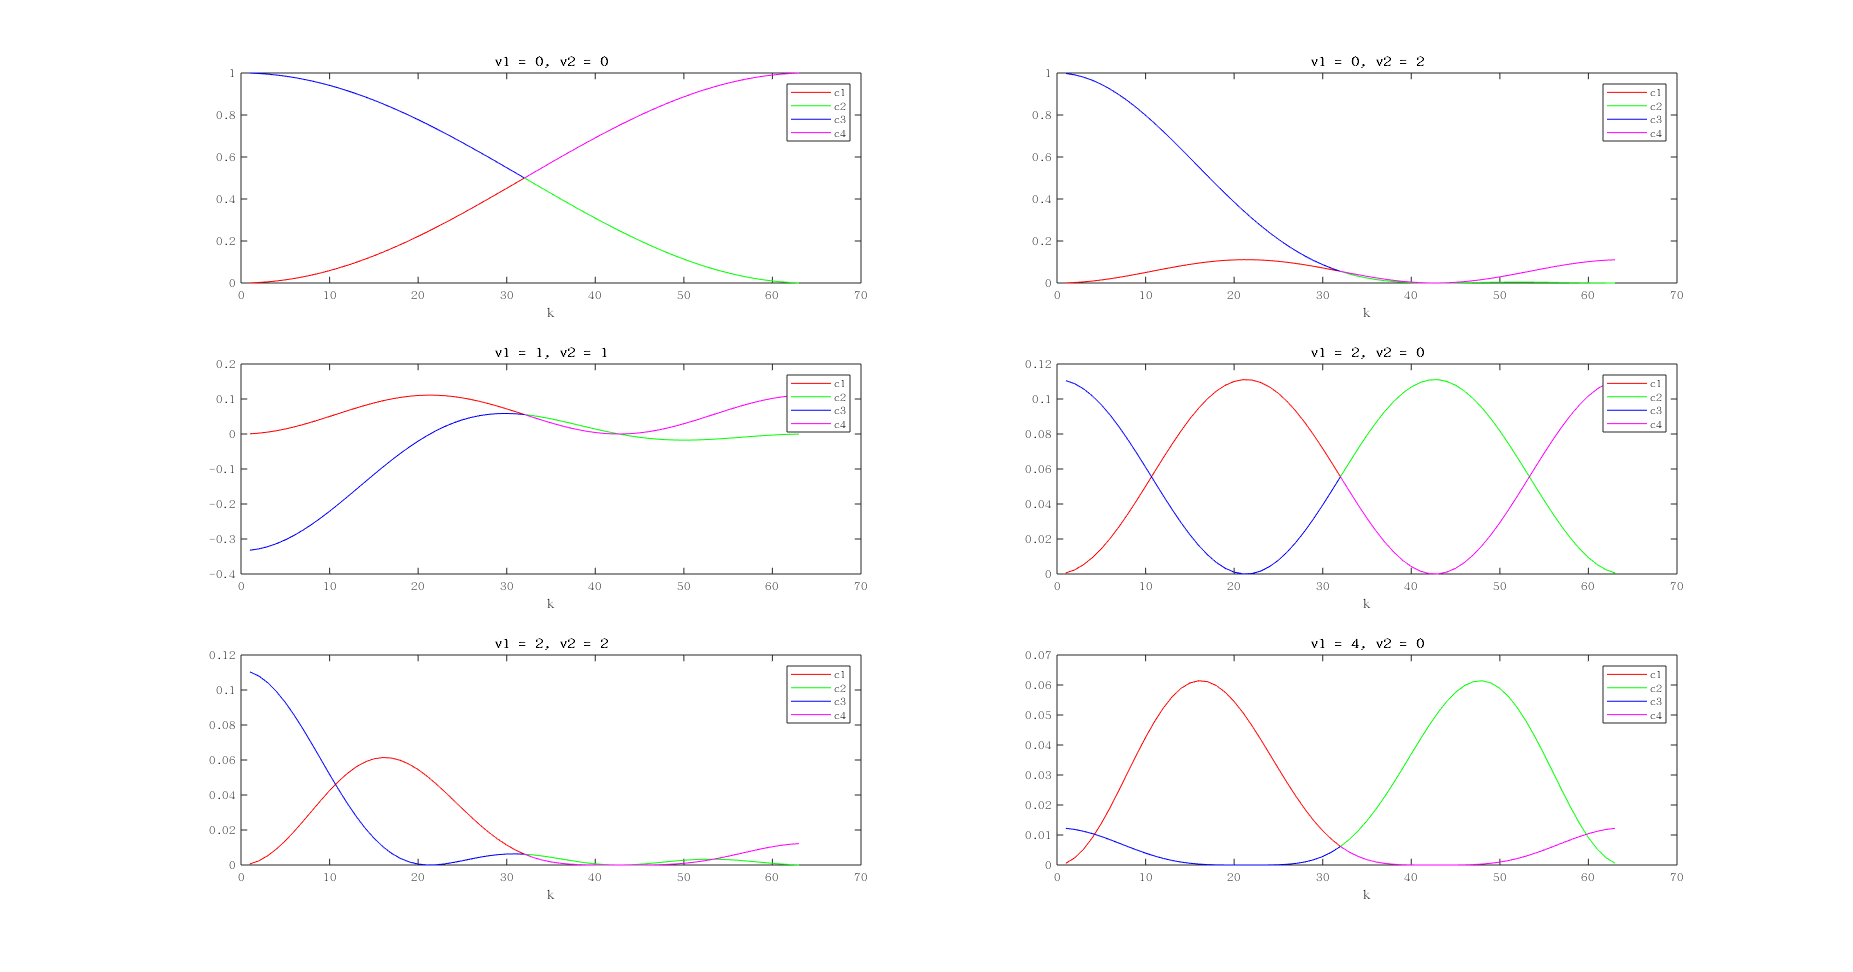 v1 = 0, v2 = 0
1
0.8
0.6
0.4
0.2
0
0 10 20 30 40 50 60 70
k
c1
c2
c3
c4
v1 = 0, v2 = 2
1
0.8
0.6
0.4
0.2
0
0 10 20 30 40 50 60 70
k
c1
c2
c3
c4
v1 = 1, v2 = 1
0.2
0.1
0
-0.1
-0.2
-0.3
-0.4
0 10 20 30 40 50 60 70
k
c1
c2
c3
c4
v1 = 2, v2 = 0
0.12
0.1
0.08
0.06
0.04
0.02
0
0 10 20 30 40 50 60 70
k
c1
c2
c3
c4
v1 = 2, v2 = 2
0.12
0.1
0.08
0.06
0.04
0.02
0
0 10 20 30 40 50 60 70
k
c1
c2
c3
c4
v1 = 4, v2 = 0
0.07
0.06
0.05
0.04
0.03
0.02
0.01
0
0 10 20 30 40 50 60 70
k
c1
c2
c3
c4